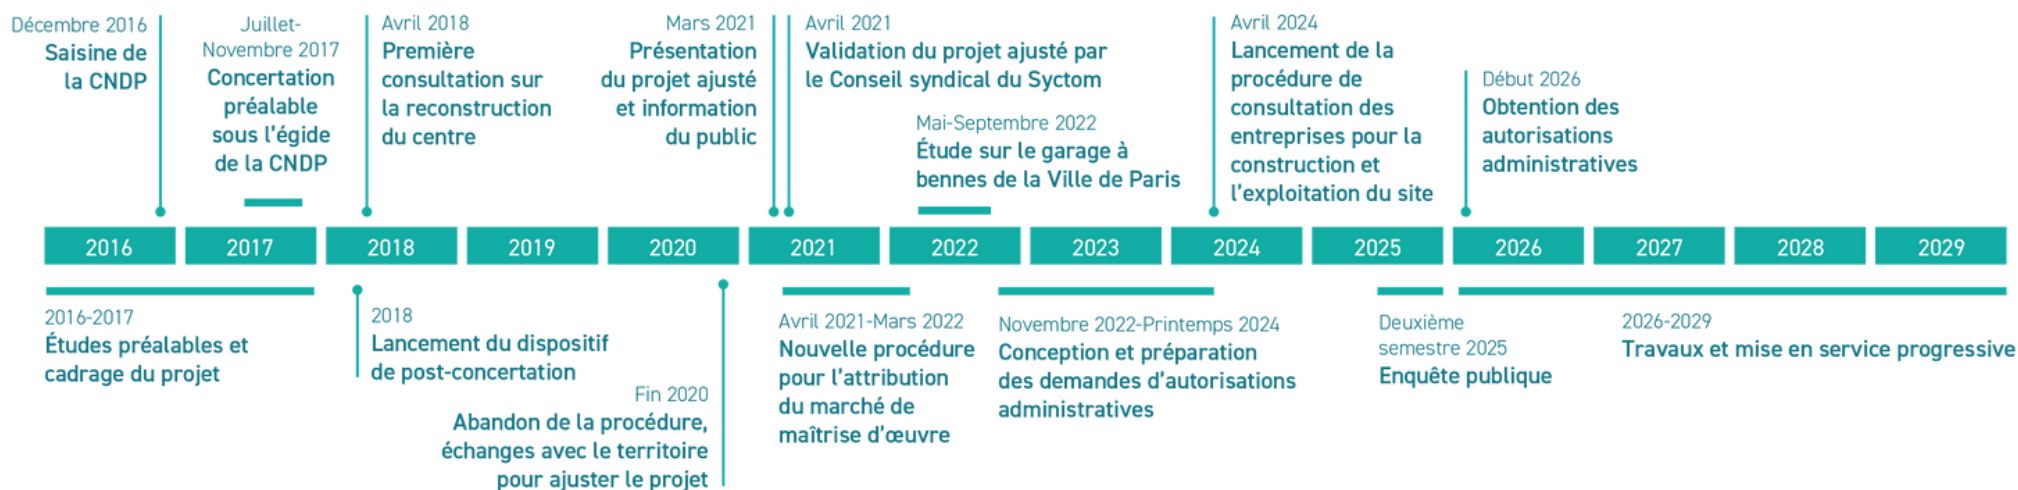 Décembre 2016
Saisine de
la CNDP
Juillet-
Novembre 2017
Concertation
préalable
sous l'égide
de la CNDP
Avril 2018
Première
consultation sur
la reconstruction
du centre
Mars 2021
Présentation
du projet ajusté
et information
du public
Avril 2021
Validation du projet ajusté par
le Conseil syndical du Syctom
Mai-Septembre 2022
Étude sur le garage à
bennes de la Ville de Paris
Avril 2024
Lancement de la
procédure de
consultation des
entreprises pour la
construction et
l'exploitation du site
Début 2026
Obtention des
autorisations
administratives
2016
2017
2018
2019
2020
2021
2022
2023
2024
2025
2026
2027
2028
2029
2016-2017
Études préalables et
cadrage du projet
2018
Lancement du dispositif
de post-concertation
Fin 2020
Abandon de la procédure,
échanges avec le territoire
pour ajuster le projet
Avril 2021-Mars 2022
Nouvelle procédure
pour l'attribution
du marché de
maîtrise d'œuvre
Novembre 2022-Printemps 2024
Conception et préparation
des demandes d'autorisations
administratives
Deuxième
semestre 2025
Enquête publique
2026-2029
Travaux et mise en service progressive